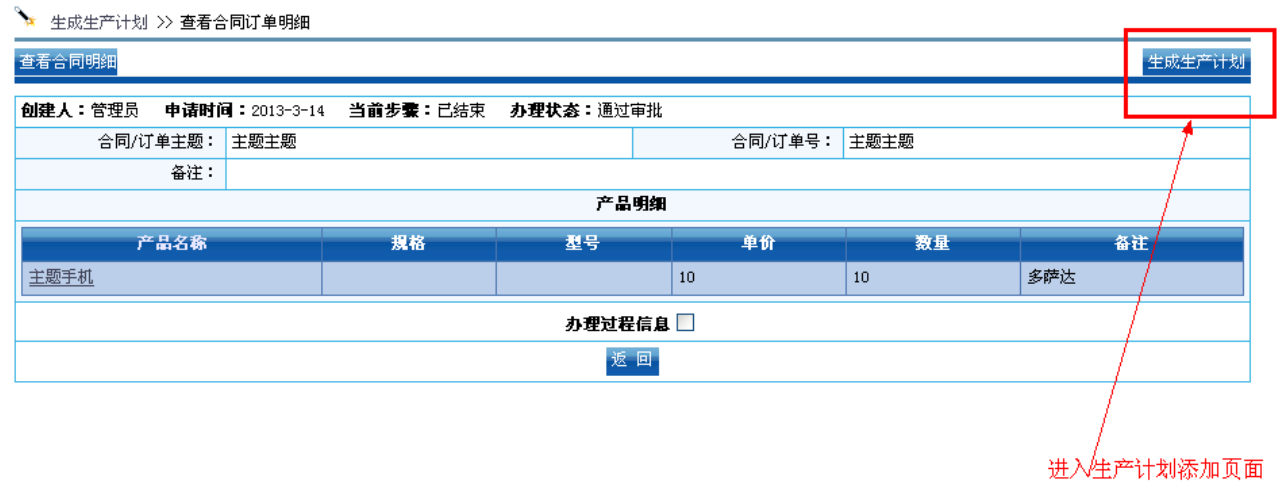 生成生产计划 >> 查看合同订单明细
查看合同明细 生成生产计划
创建人：管理员 申请时间：2013-3-14 当前步骤：已结束 办理状态：通过审批
合同/订单主题： 主题主题 合同/订单号： 主题主题
备注：
产品明细
产品名称 规格 型号 单价 数量 备注
主题手机 10 10 多萨达
办理过程信息
返 回
进入生产计划添加页面